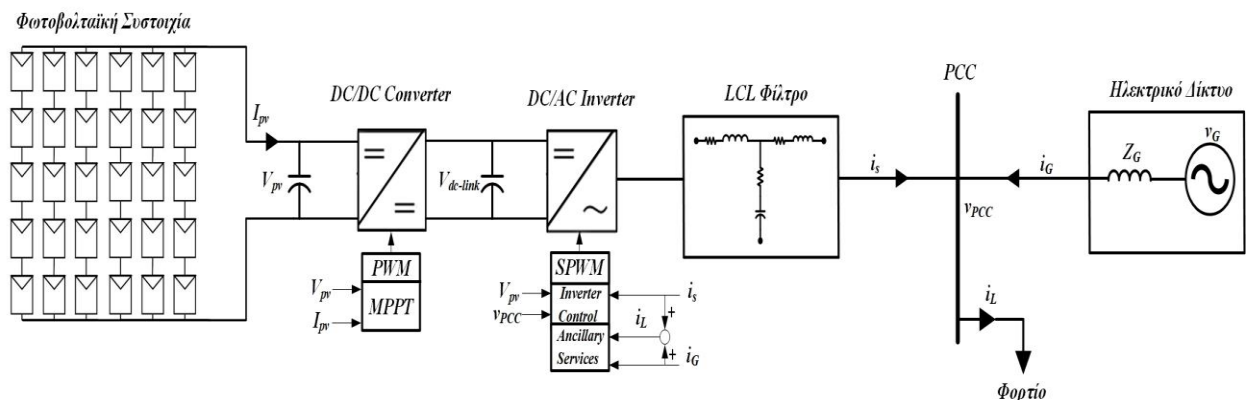 Φωτοβολταϊκή Συστοιχία
I_pv
V_pv
DC/DC Converter
PWM
MPPT
V_pv
I_pv
V_dc-link
DC/AC Inverter
SPWM
Inverter
Control
Ancillary
Services
V_pv
v_PCC
i_s
+
i_L
+
i_G
LCL Φίλτρο
i_s
PCC
v_PCC
i_G
i_L
Φορτίο
Ηλεκτρικό Δίκτυο
Z_G
v_G